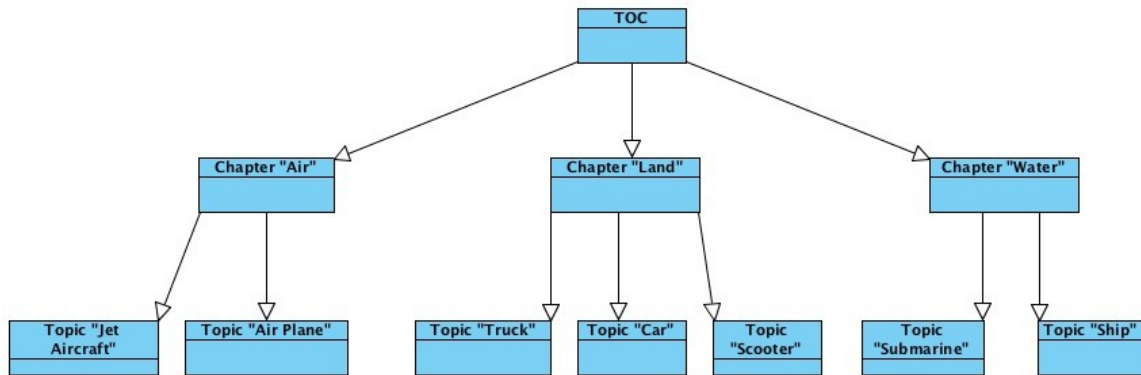 TOC
Chapter "Air"
Chapter "Land"
Chapter "Water"
Topic "Jet
Aircraft"
Topic "Air Plane"
Topic "Truck"
Topic "Car"
Topic
"Scooter"
Topic
"Submarine"
Topic "Ship"